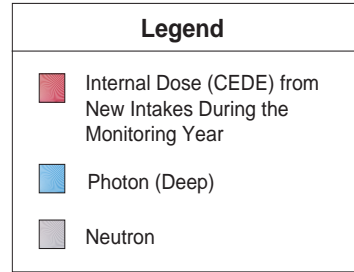 Legend
Internal Dose (CEDE) from
New Intakes During the
Monitoring Year
Photon (Deep)
Neutron